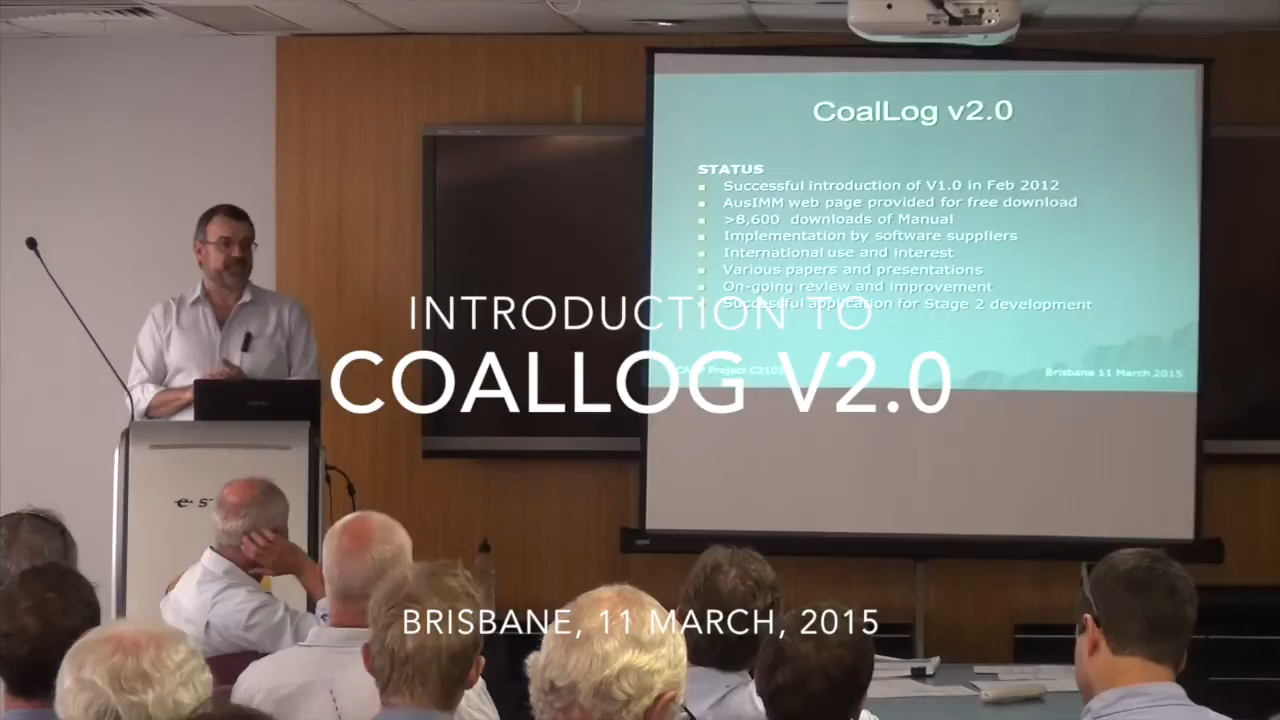 CoalLog v2.0
STATUS
Successful introduction of V1.0 in Feb 2012
AusIMM web page provided for free download
>8,600 downloads of Manual
Implementation by software suppliers
International use and interest
Various papers and presentations
On-going review and improvement
Successful application for Stage 2 development
Project C210
Brisbane 11 March 2015
INTRODUCTION TO
COALLOG V2.0
e-s
BRISBANE, 11 MARCH, 2015